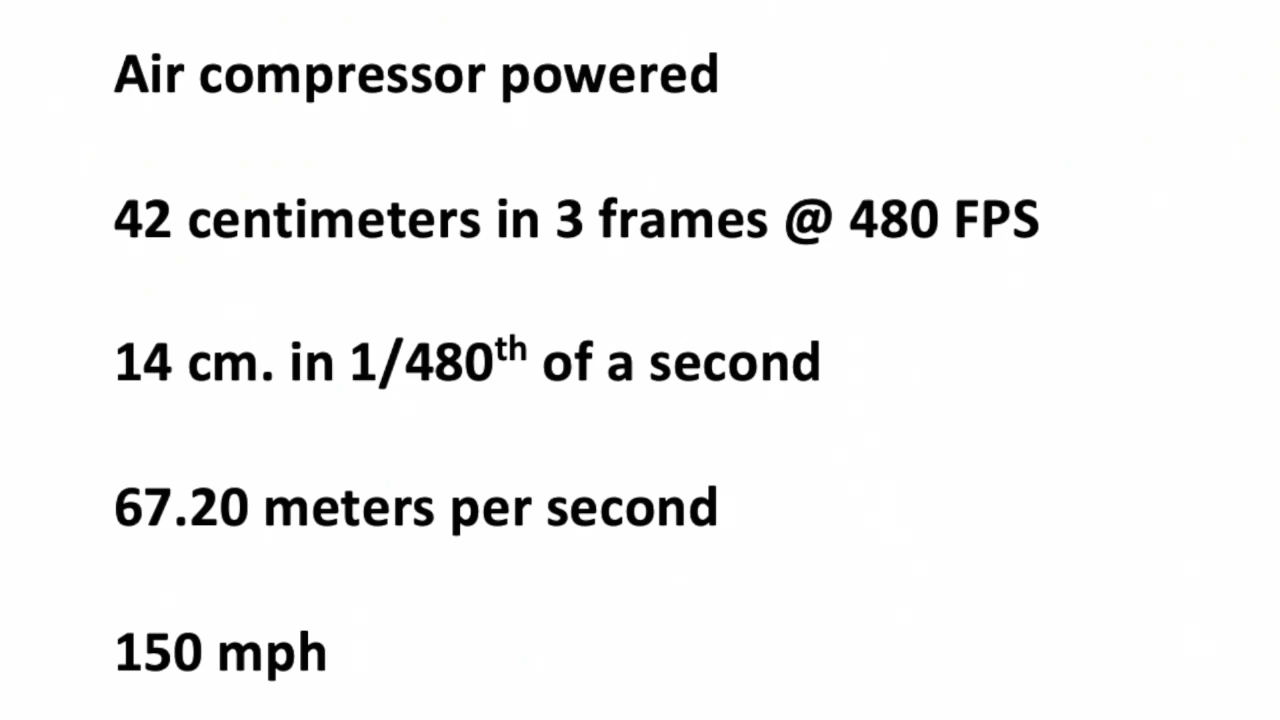 Air compressor powered
42 centimeters in 3 frames @ 480 FPS
14 cm. in 1/480th of a second
67.20 meters per second
150 mph